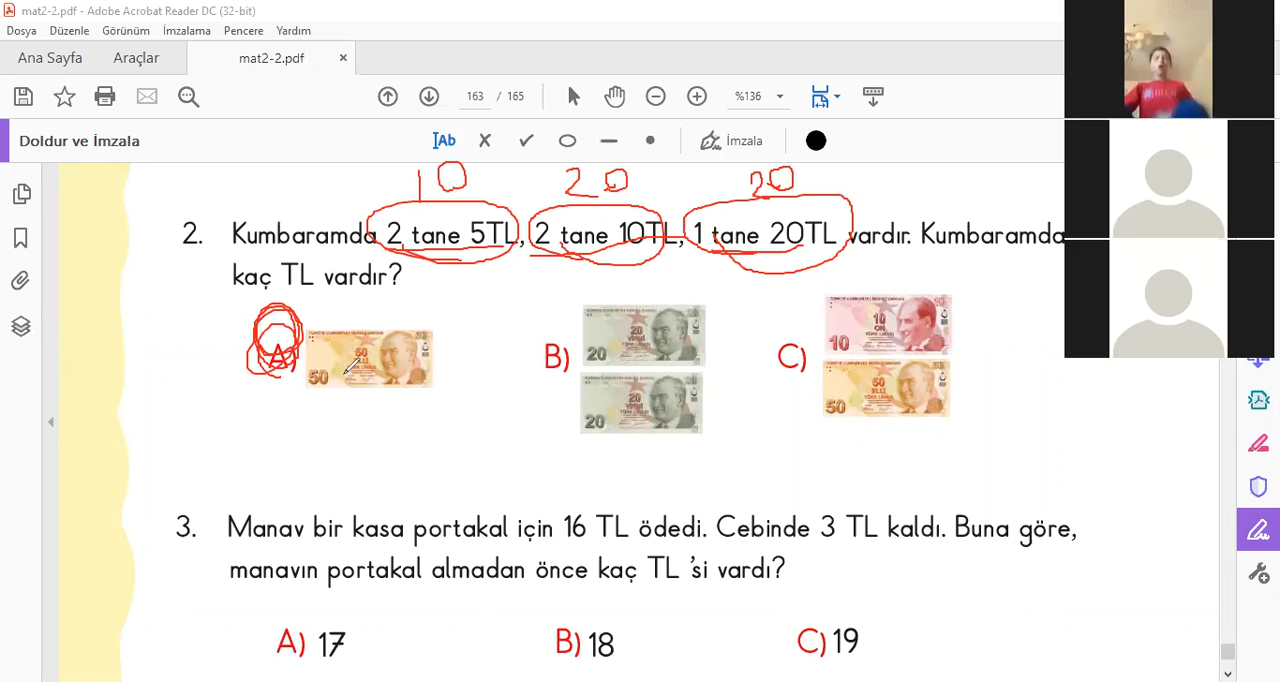 mat2-2.pdf - Adobe Acrobat Reader DC (32-bit)
Dosya Düzenle Görünüm İmzalama Pencere Yardım
Ana Sayfa Araçlar mat2-2.pdf ×
163 / 165 %136
Doldur ve İmzala Ab İmzala
10 20 20
2. Kumbaramda 2 tane 5TL, 2 tane 10TL, 1 tane 20TL vardır. Kumbaramda
kaç TL vardır?
A) 50
B) 20
20
C) 10
50
3. Manav bir kasa portakal için 16 TL ödedi. Cebinde 3 TL kaldı. Buna göre,
manavın portakal almadan önce kaç TL 'si vardı?
A) 17 B) 18 C) 19